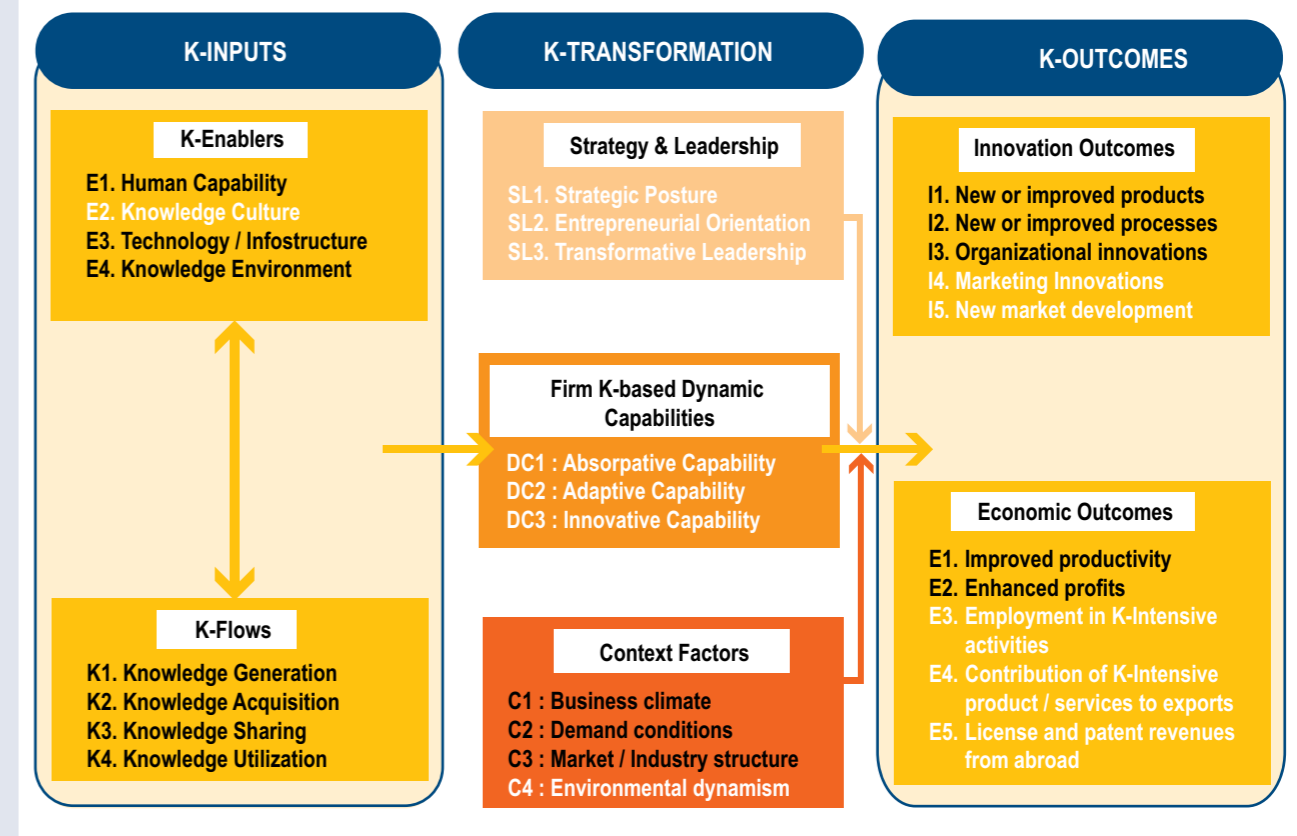 K-INPUTS
K-Enablers
E1. Human Capability
E2. Knowledge Culture
E3. Technology / Infostructure
E4. Knowledge Environment
K-Flows
K1. Knowledge Generation
K2. Knowledge Acquisition
K3. Knowledge Sharing
K4. Knowledge Utilization
K-TRANSFORMATION
Strategy & Leadership
SL1. Strategic Posture
SL2. Entrepreneurial Orientation
SL3. Transformative Leadership
Firm K-based Dynamic
Capabilities
DC1 : Absorpative Capability
DC2 : Adaptive Capability
DC3 : Innovative Capability
Context Factors
C1 : Business climate
C2 : Demand conditions
C3 : Market / Industry structure
C4 : Environmental dynamism
K-OUTCOMES
Innovation Outcomes
I1. New or improved products
I2. New or improved processes
I3. Organizational innovations
I4. Marketing Innovations
I5. New market development
Economic Outcomes
E1. Improved productivity
E2. Enhanced profits
E3. Employment in K-Intensive
activities
E4. Contribution of K-Intensive
product / services to exports
E5. License and patent revenues
from abroad